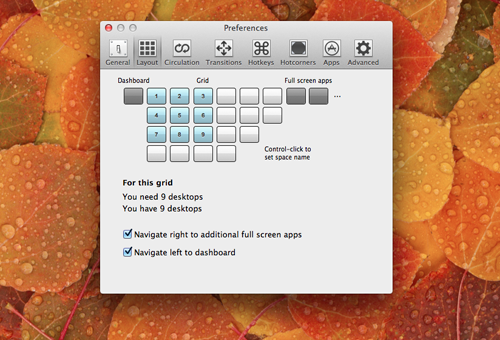 Preferences
General Layout Circulation Transitions Hotkeys Hotcorners Apps Advanced
Dashboard Grid Full screen apps
1 2 3 ...
4 5 6
7 8 9
Control-click to
set space name
For this grid
You need 9 desktops
You have 9 desktops
Navigate right to additional full screen apps
Navigate left to dashboard